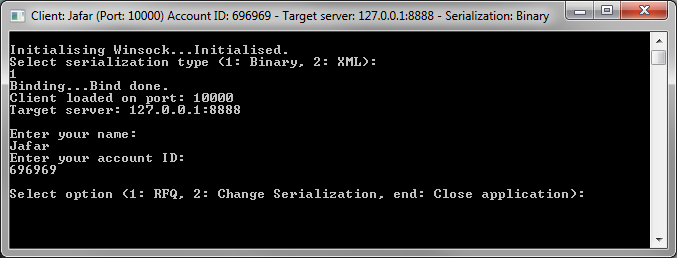 Client: Jafar (Port: 10000) Account ID: 696969 - Target server: 127.0.0.1:8888 - Serialization: Binary
Initialising Winsock...Initialised.
Select serialization type (1: Binary, 2: XML):
1
Binding...Bind done.
Client loaded on port: 10000
Target server: 127.0.0.1:8888
Enter your name:
Jafar
Enter your account ID:
696969
Select option (1: RFQ, 2: Change Serialization, end: Close application):